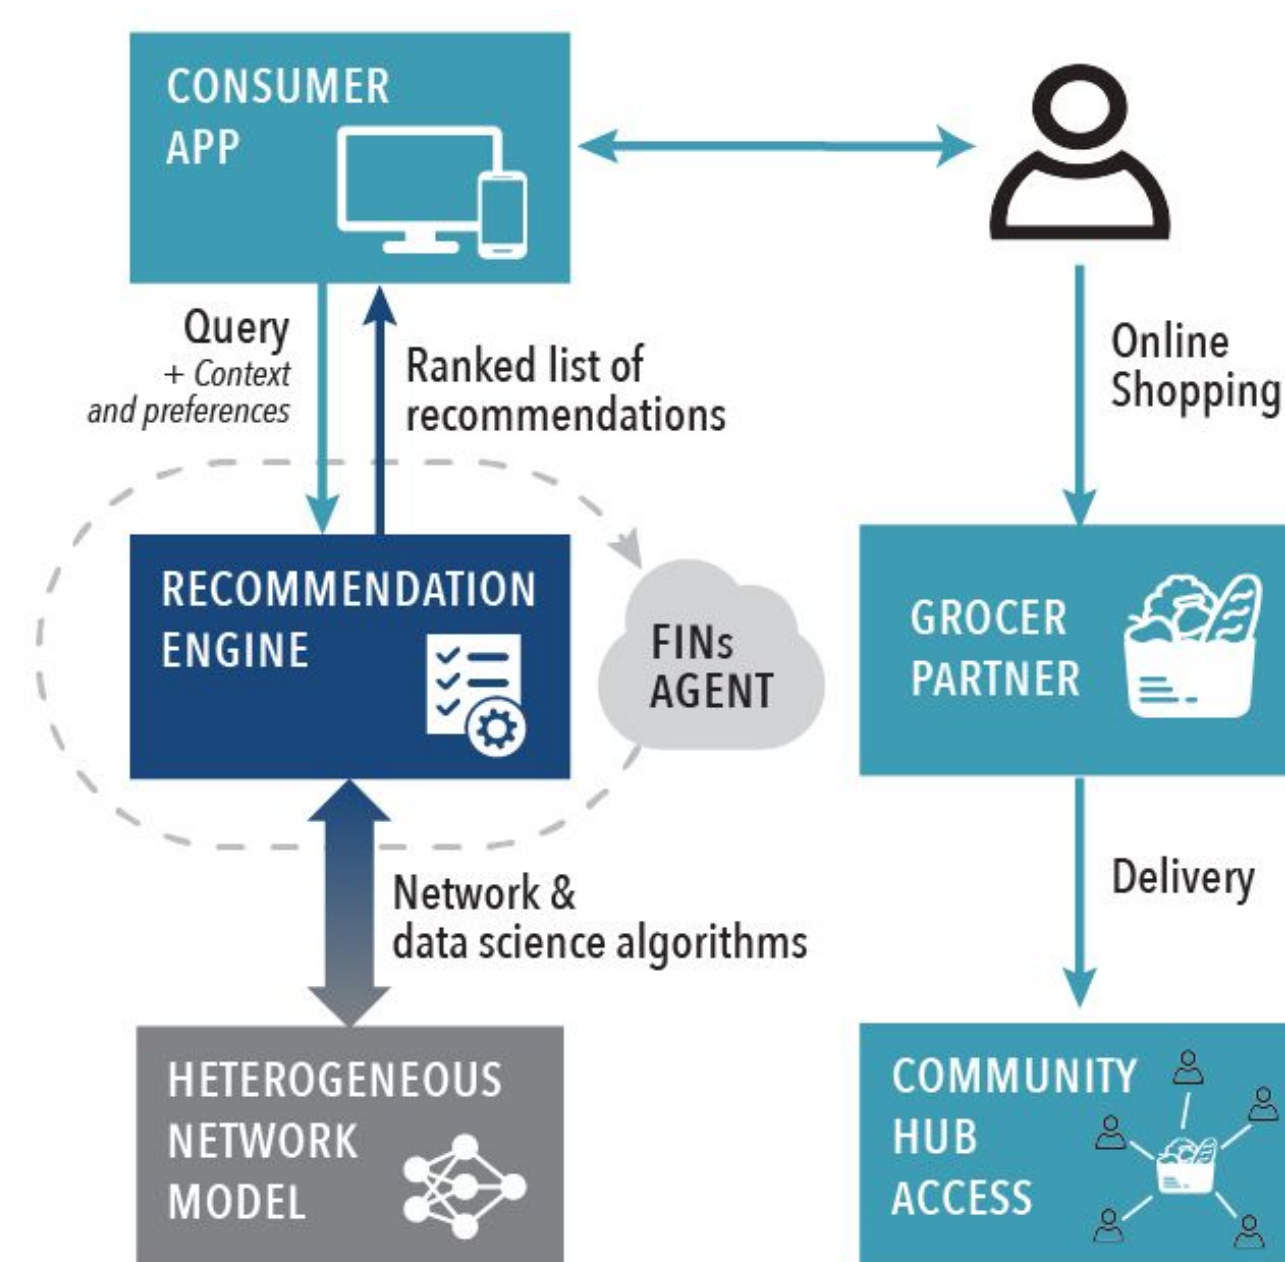 CONSUMER
APP
Query
+ Context
and preferences
Ranked list of
recommendations
Online
Shopping
RECOMMENDATION
ENGINE
FINs
AGENT
GROCER
PARTNER
Network &
data science algorithms
Delivery
HETEROGENEOUS
NETWORK
MODEL
COMMUNITY
HUB
ACCESS